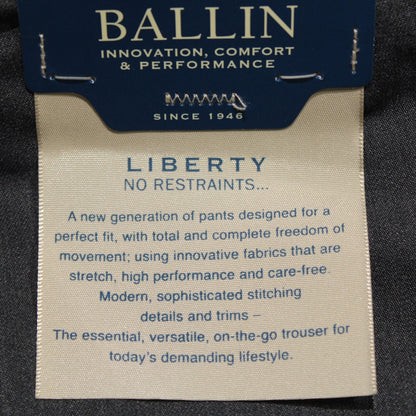 BALLIN
INNOVATION, COMFORT
& PERFORMANCE
SINCE 1946
LIBERTY
NO RESTRAINTS...
A new generation of pants designed for a
perfect fit, with total and complete freedom of
movement; using innovative fabrics that are
stretch, high performance and care-free.
Modern, sophisticated stitching
details and trims –
The essential, versatile, on-the-go trouser for
today's demanding lifestyle.